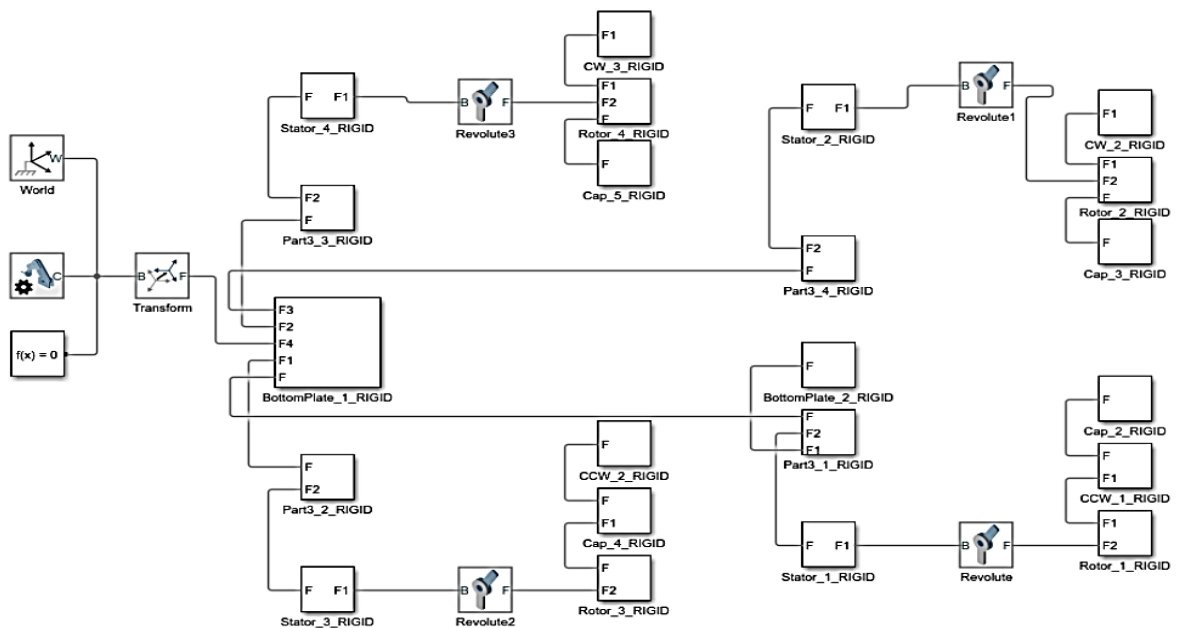 W
World
C
f(x) = 0
B F
Transform
F F1
Stator_4_RIGID
B F
Revolute3
F1
CW_3_RIGID
F1
F2
F
Rotor_4_RIGID
F
Cap_5_RIGID
F2
F
Part3_3_RIGID
F3
F2
F4
F1
F
BottomPlate_1_RIGID
F
F2
Part3_2_RIGID
F F1
Stator_3_RIGID
B F
Revolute2
F
CCW_2_RIGID
F
F1
Cap_4_RIGID
F
F2
Rotor_3_RIGID
F F1
Stator_2_RIGID
B F
Revolute1
F1
CW_2_RIGID
F1
F2
F
Rotor_2_RIGID
F
Cap_3_RIGID
F2
F
Part3_4_RIGID
F
BottomPlate_2_RIGID
F
F2
F1
Part3_1_RIGID
F F1
Stator_1_RIGID
B F
Revolute
F
Cap_2_RIGID
F
F1
CCW_1_RIGID
F1
F2
Rotor_1_RIGID